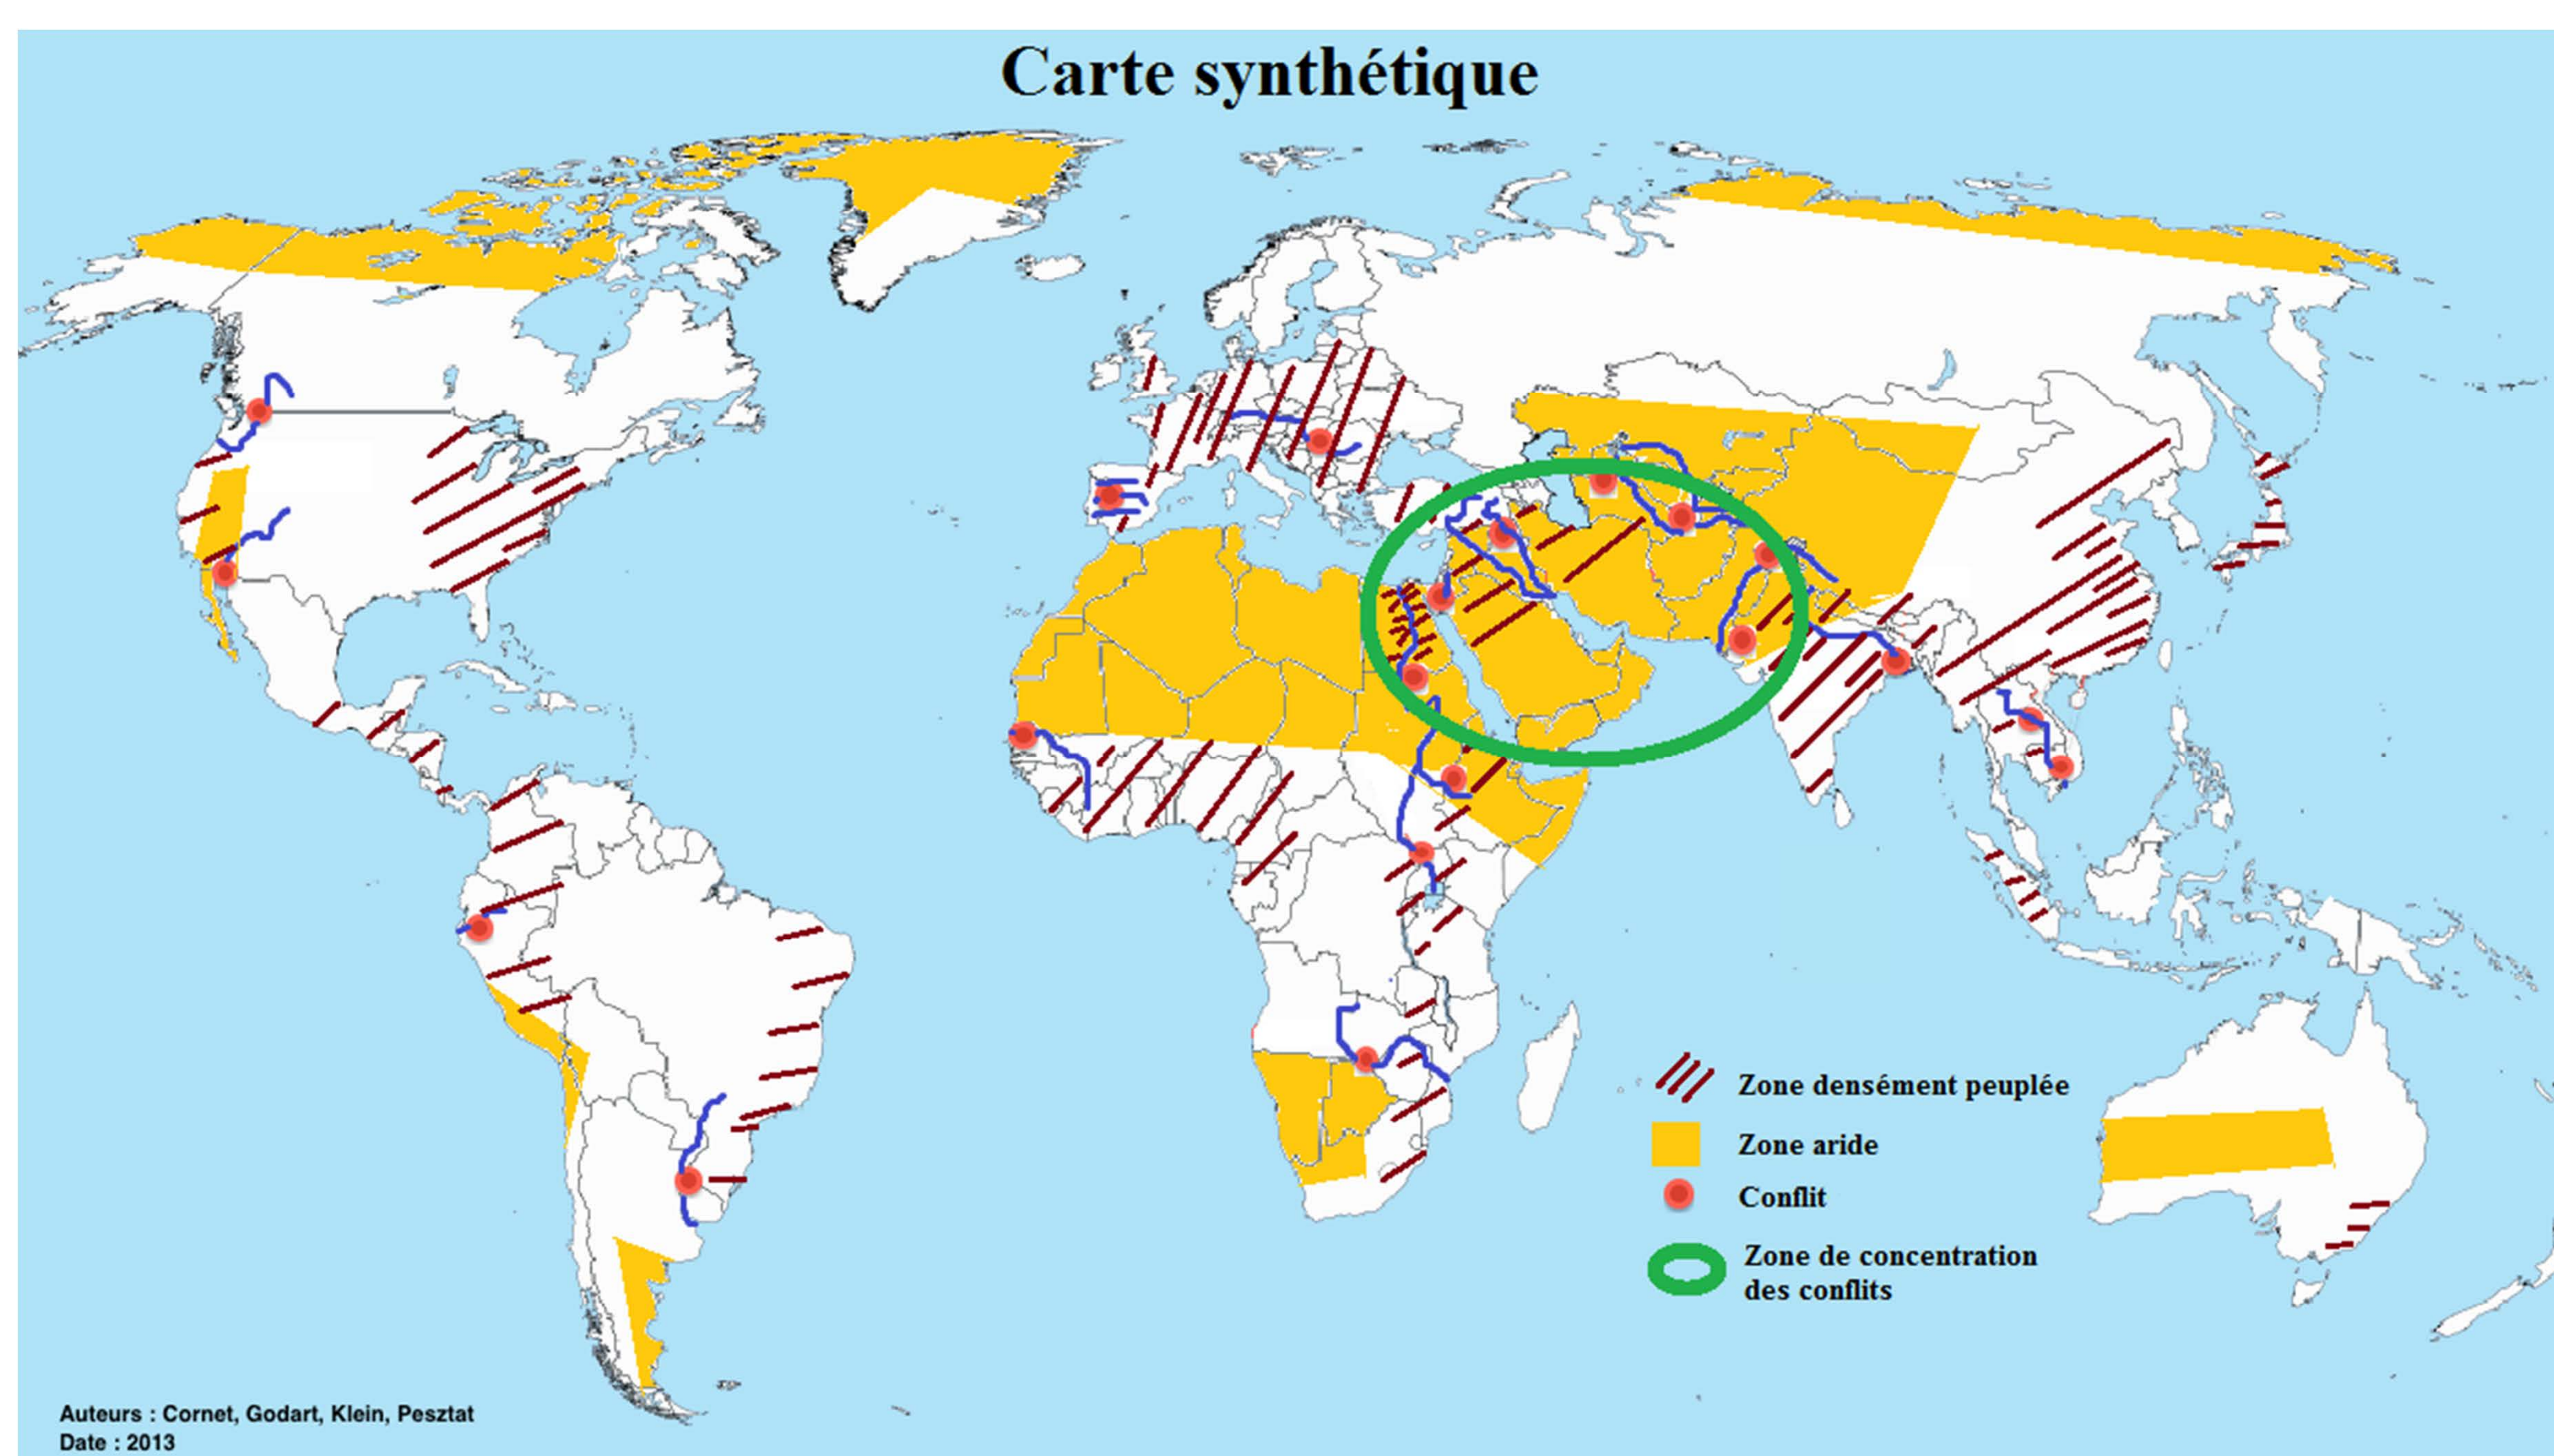 Carte synthétique
Zone densément peuplée
Zone aride
Conflit
Zone de concentration
des conflits
Auteurs : Cornet, Godart, Klein, Pesztat
Date : 2013